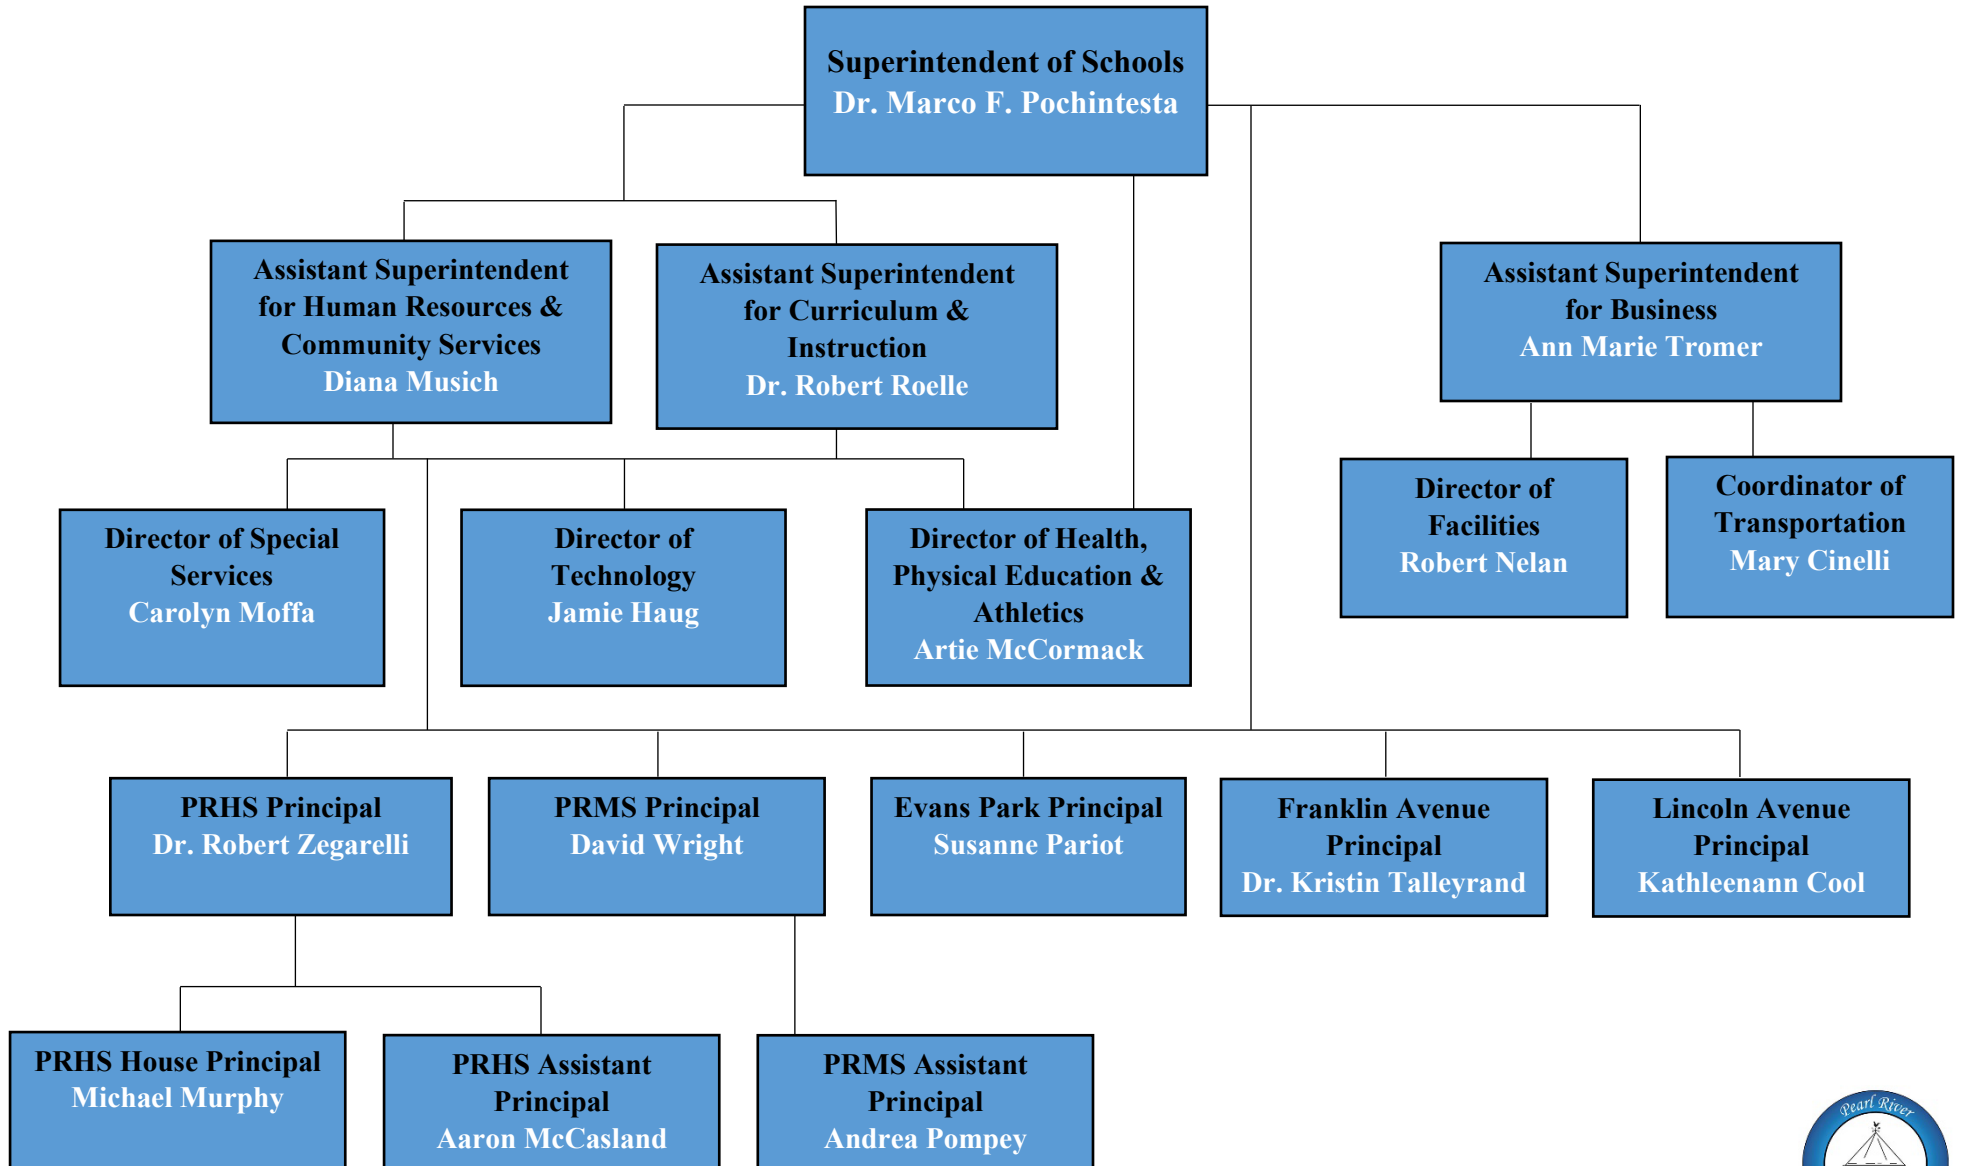 Superintendent of Schools
Dr. Marco F. Pochintesta
Assistant Superintendent
for Human Resources &
Community Services
Diana Musich
Assistant Superintendent
for Curriculum &
Instruction
Dr. Robert Roelle
Assistant Superintendent
for Business
Ann Marie Tromer
Director of Special
Services
Carolyn Moffa
Director of
Technology
Jamie Haug
Director of Health,
Physical Education &
Athletics
Artie McCormack
Director of
Facilities
Robert Nelan
Coordinator of
Transportation
Mary Cinelli
PRHS Principal
Dr. Robert Zegarelli
PRMS Principal
David Wright
Evans Park Principal
Susanne Pariot
Franklin Avenue
Principal
Dr. Kristin Talleyrand
Lincoln Avenue
Principal
Kathleenann Cool
PRHS House Principal
Michael Murphy
PRHS Assistant
Principal
Aaron McCasland
PRMS Assistant
Principal
Andrea Pompey
Pearl River